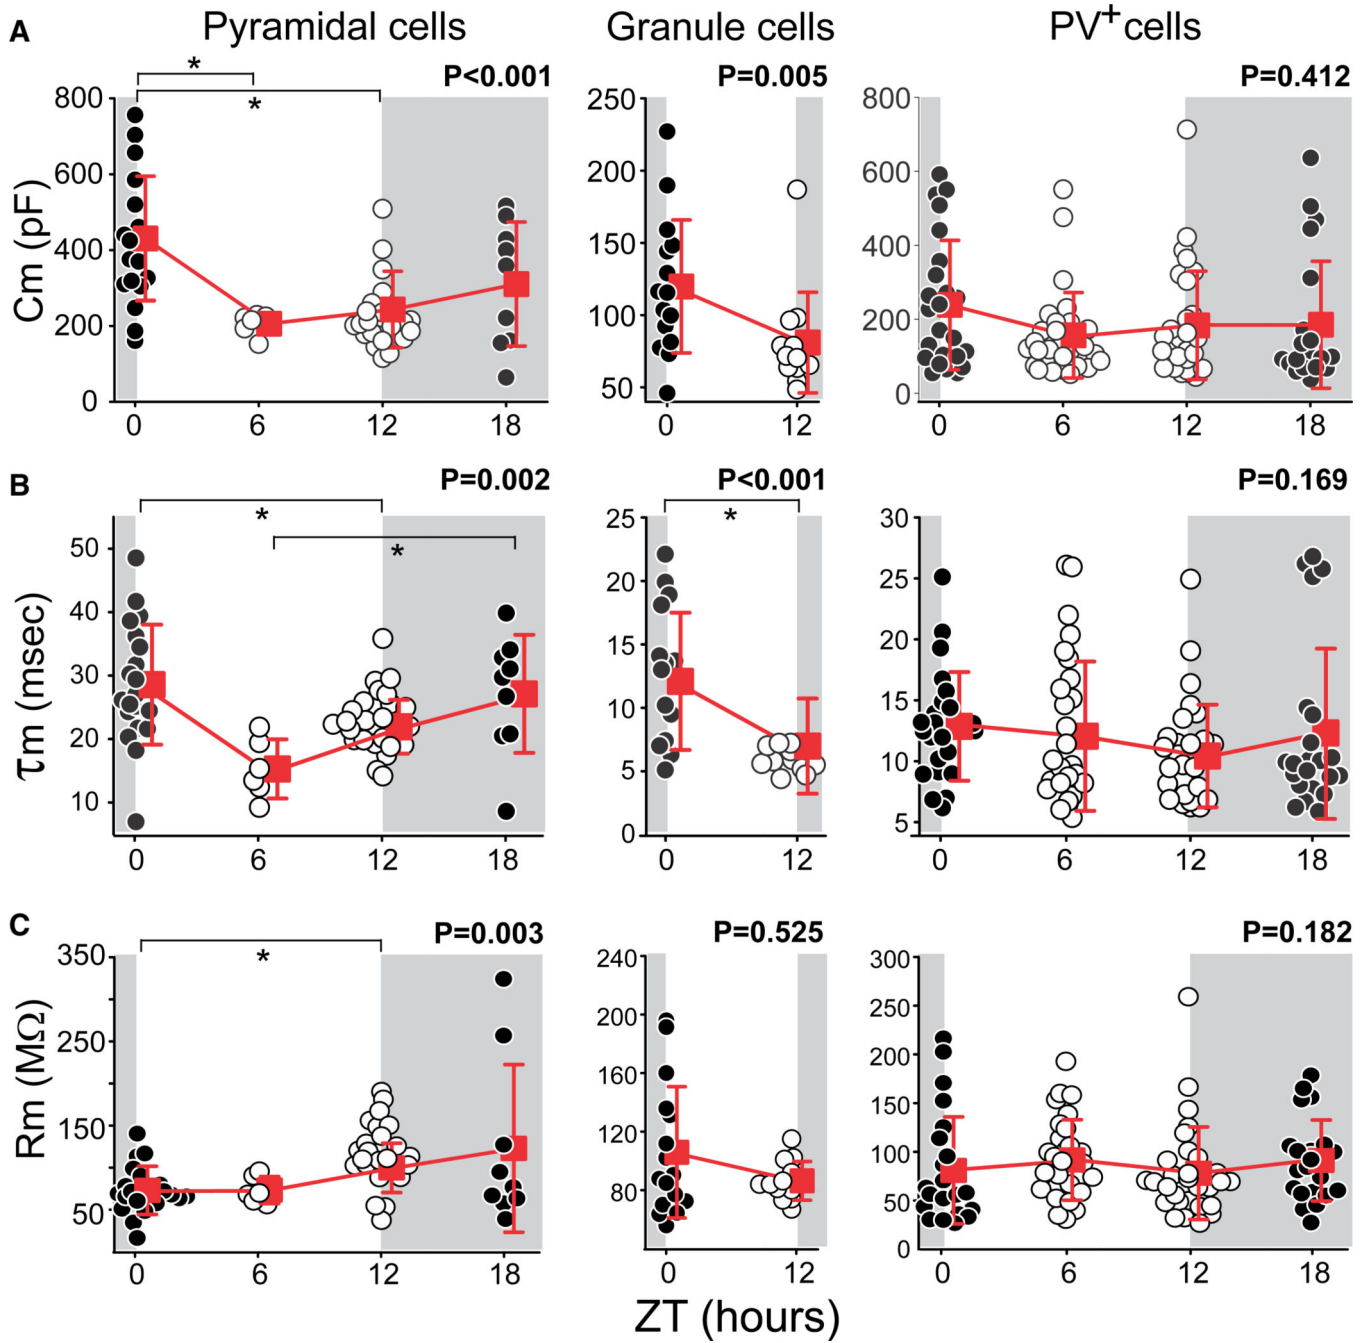 A
Pyramidal cells
Granule cells
PV+ cells
P<0.001
P=0.005
P=0.412
*
*
Cm (pF)
800
600
400
200
0
0 6 12 18
250
200
150
100
50
0 12
800
600
400
200
0
0 6 12 18
B
P=0.002
P<0.001
P=0.169
*
*
*
τm (msec)
50
40
30
20
10
0 6 12 18
25
20
15
10
5
0
0 12
30
25
20
15
10
5
0 6 12 18
C
P=0.003
P=0.525
P=0.182
*
Rm (MΩ)
350
250
150
50
0 6 12 18
240
200
160
120
80
0 12
300
250
200
150
100
50
0
0 6 12 18
ZT (hours)